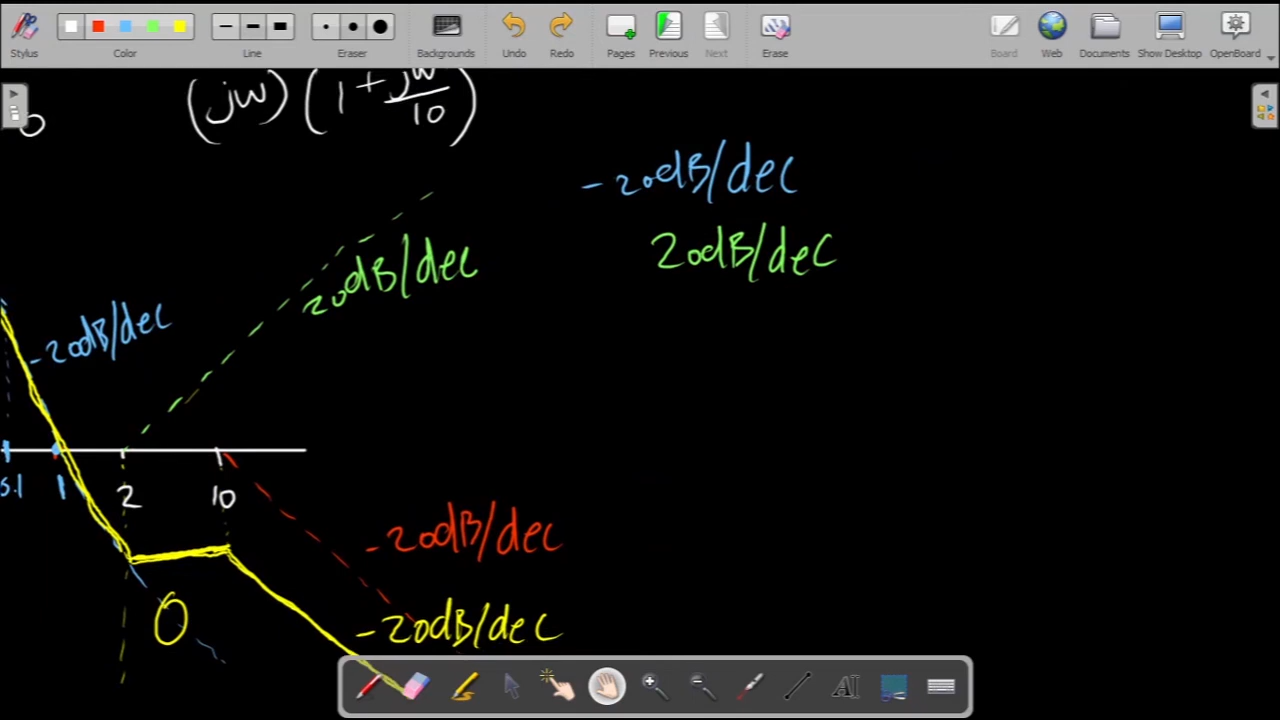 Stylus Color Line Eraser Backgrounds Undo Redo Pages Previous Next Erase Board Web Documents Show Desktop OpenBoard
(jw) (1 + jw/10)
-20dB/dec
20dB/dec
20dB/dec
-20dB/dec
1 2 10
-20dB/dec
0 -20dB/dec